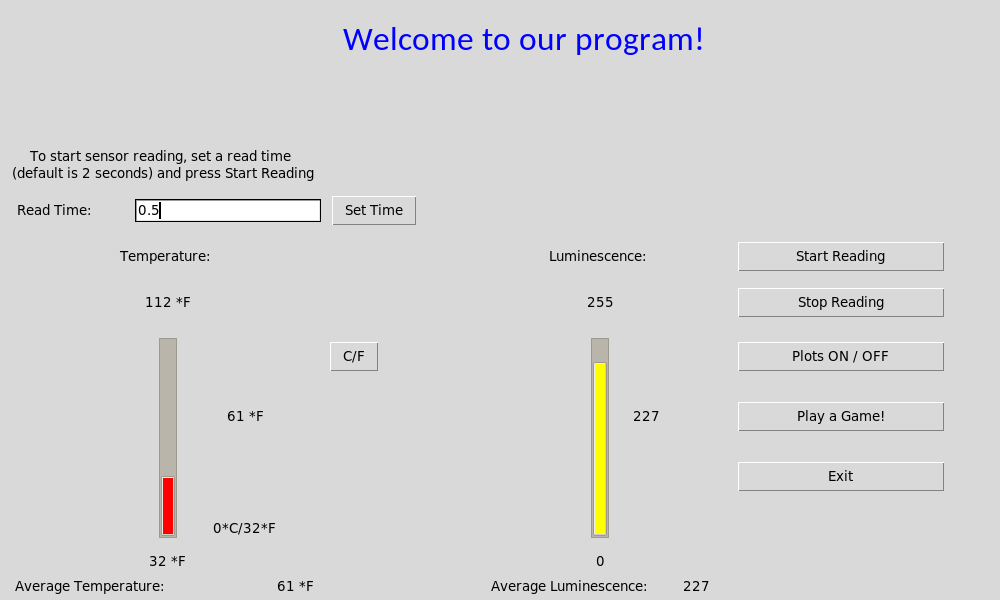 Welcome to our program!
To start sensor reading, set a read time
(default is 2 seconds) and press Start Reading
Read Time: 0.5 Set Time
Temperature: Luminescence: Start Reading
112 *F 255 Stop Reading
C/F Plots ON / OFF
61 *F 227 Play a Game!
Exit
0*C/32*F
32 *F 0
Average Temperature: 61 *F Average Luminescence: 227